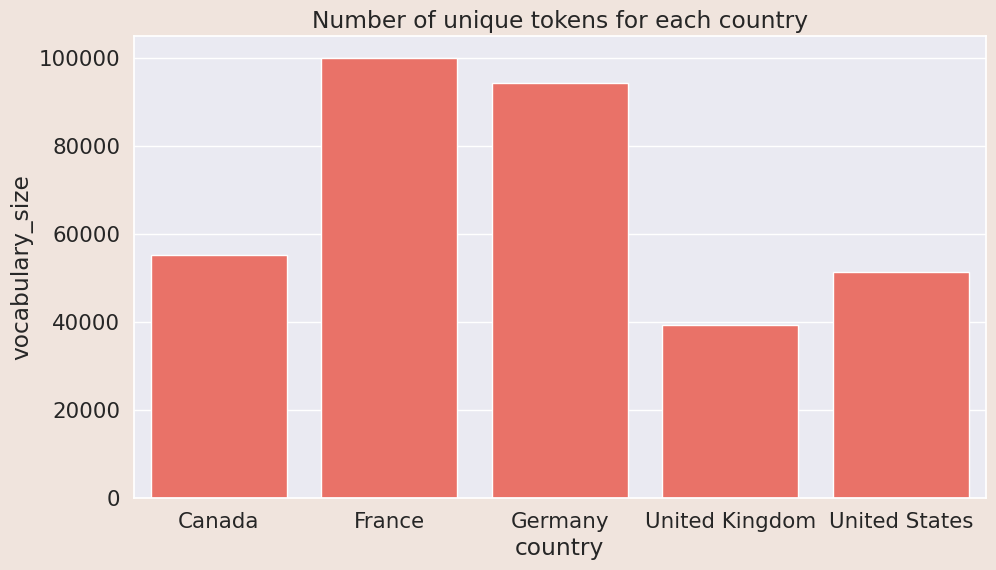 Number of unique tokens for each country
vocabulary_size
100000
80000
60000
40000
20000
0
Canada France Germany United Kingdom United States
country